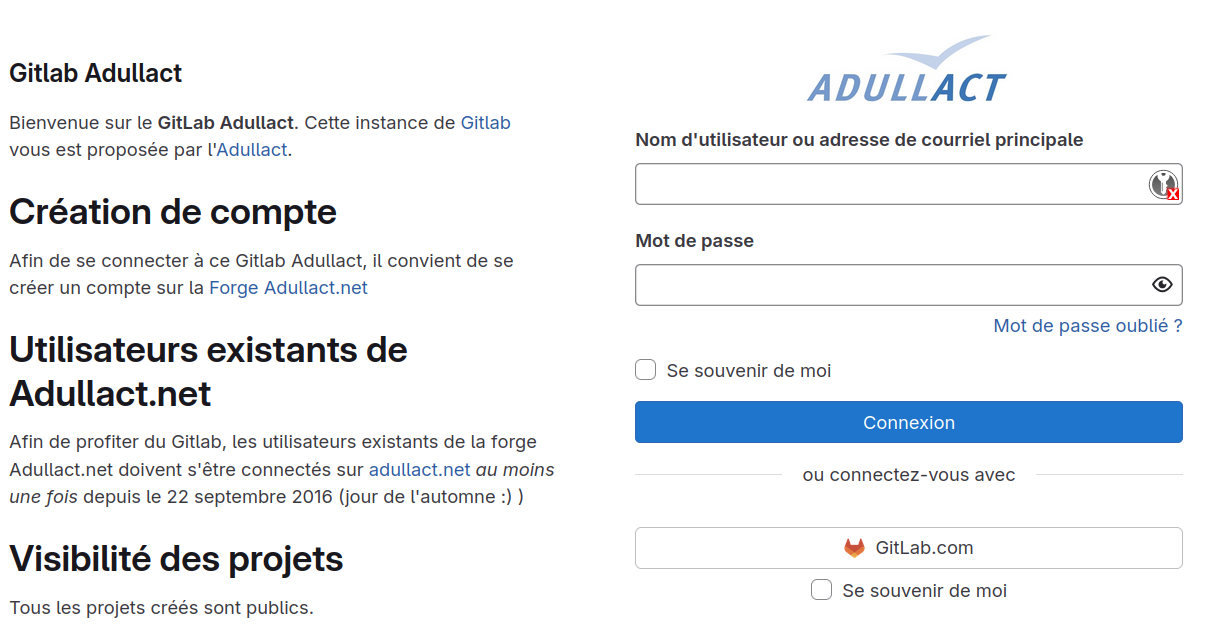 Gitlab Adullact
Bienvenue sur le GitLab Adullact. Cette instance de Gitlab
vous est proposée par l'Adullact.
Création de compte
Afin de se connecter à ce Gitlab Adullact, il convient de se
créer un compte sur la Forge Adullact.net
Utilisateurs existants de
Adullact.net
Afin de profiter du Gitlab, les utilisateurs existants de la forge
Adullact.net doivent s'être connectés sur adullact.net au moins
une fois depuis le 22 septembre 2016 (jour de l'automne :) )
Visibilité des projets
Tous les projets créés sont publics.
ADULLACT
Nom d'utilisateur ou adresse de courriel principale
Mot de passe
Mot de passe oublié ?
Se souvenir de moi
Connexion
ou connectez-vous avec
GitLab.com
Se souvenir de moi